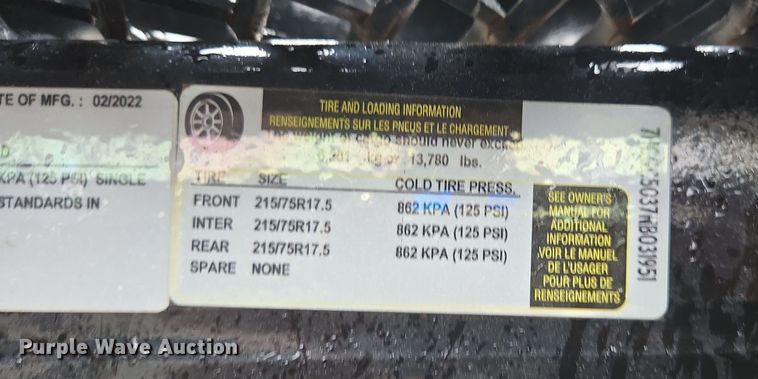 TE OF MFG. : 02/2022
KPA (125 PSI) SINGLE
STANDARDS IN
TIRE AND LOADING INFORMATION
RENSEIGNEMENTS SUR LES PNEUS ET LE CHARGEMENT
should never
kg or 13,780 lbs.
TIRE SIZE COLD TIRE PRESS.
FRONT 215/75R17.5 862 KPA (125 PSI)
INTER 215/75R17.5 862 KPA (125 PSI)
REAR 215/75R17.5 862 KPA (125 PSI)
SPARE NONE
SEE OWNER'S
MANUAL FOR
ADDITIONAL
INFORMATION
VOIR LE MANUEL
DE L'USAGER
POUR PLUS DE
RENSEIGNEMENTS
Purple Wave Auction